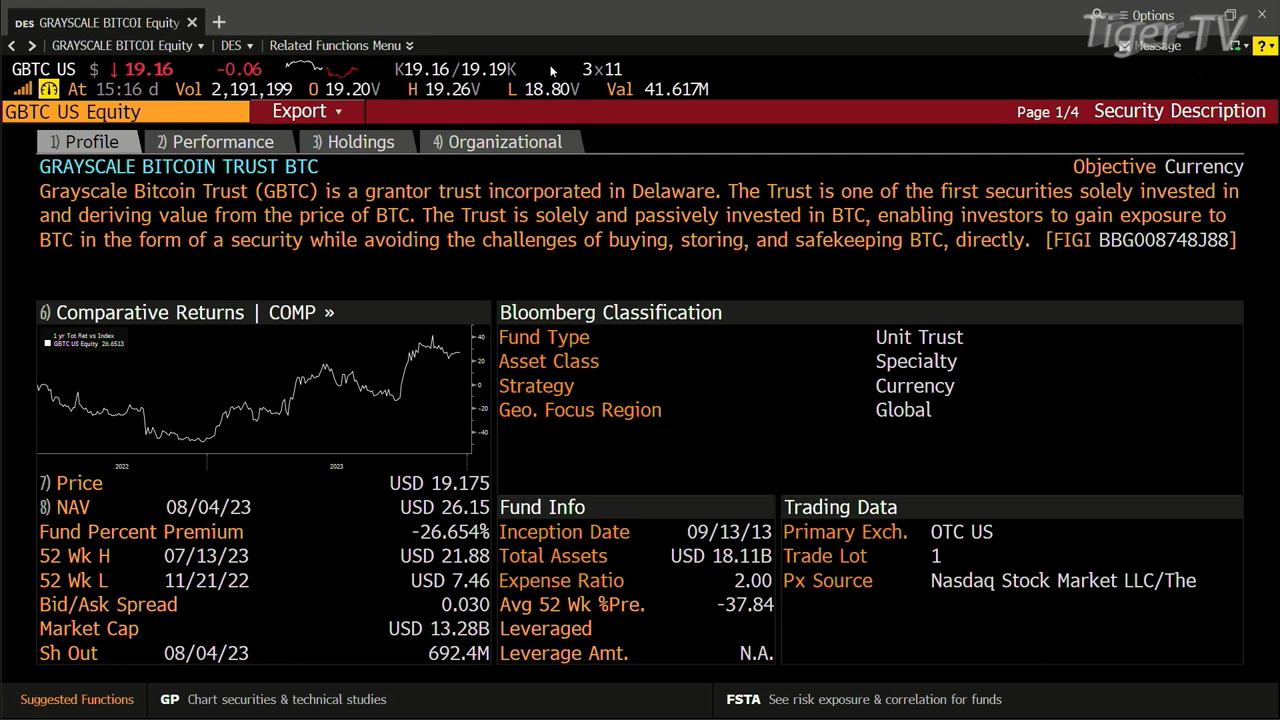 DES GRAYSCALE BITCOI Equity × +
Options
Tiger-TV
< > GRAYSCALE BITCOI Equity ▾ DES ▾ Related Functions Menu
Message ?
GBTC US $ ↓ 19.16 -0.06 K19.16/19.19K 3x11
At 15:16 d Vol 2,191,199 O 19.20V H 19.26V L 18.80V Val 41.617M
GBTC US Equity Export ▾ Page 1/4 Security Description
1) Profile 2) Performance 3) Holdings 4) Organizational
GRAYSCALE BITCOIN TRUST BTC Objective Currency
Grayscale Bitcoin Trust (GBTC) is a grantor trust incorporated in Delaware. The Trust is one of the first securities solely invested in
and deriving value from the price of BTC. The Trust is solely and passively invested in BTC, enabling investors to gain exposure to
BTC in the form of a security while avoiding the challenges of buying, storing, and safekeeping BTC, directly. [FIGI BBG008748J88]
6) Comparative Returns | COMP »
1 yr Tot Ret vs Index
GBTC US Equity 26.6513
40
20
0
-20
-40
2022 2023
Bloomberg Classification
Fund Type Unit Trust
Asset Class Specialty
Strategy Currency
Geo. Focus Region Global
7) Price USD 19.175
8) NAV 08/04/23 USD 26.15
Fund Percent Premium -26.654%
52 Wk H 07/13/23 USD 21.88
52 Wk L 11/21/22 USD 7.46
Bid/Ask Spread 0.030
Market Cap USD 13.28B
Sh Out 08/04/23 692.4M
Fund Info
Inception Date 09/13/13
Total Assets USD 18.11B
Expense Ratio 2.00
Avg 52 Wk %Pre. -37.84
Leveraged
Leverage Amt. N.A.
Trading Data
Primary Exch. OTC US
Trade Lot 1
Px Source Nasdaq Stock Market LLC/The
Suggested Functions GP Chart securities & technical studies FSTA See risk exposure & correlation for funds